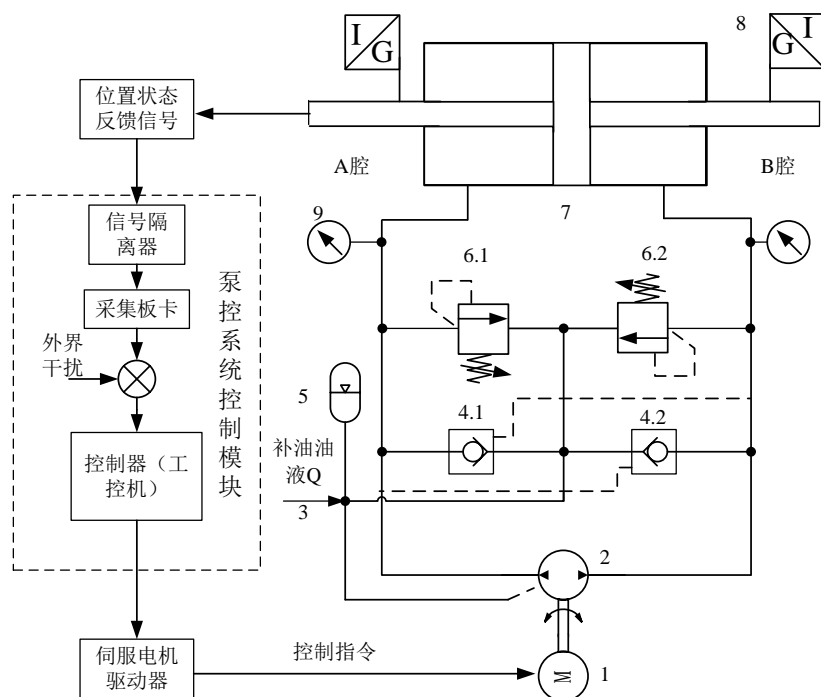 I
G
8
G
I
位置状态
反馈信号
A腔
B腔
9
7
信号隔
离器
6.1
6.2
采集板卡
泵控系统控制模块
外界
干扰
5
4.1
4.2
补油油
液Q
3
控制器（工
控机）
2
伺服电机
驱动器
控制指令
M
1